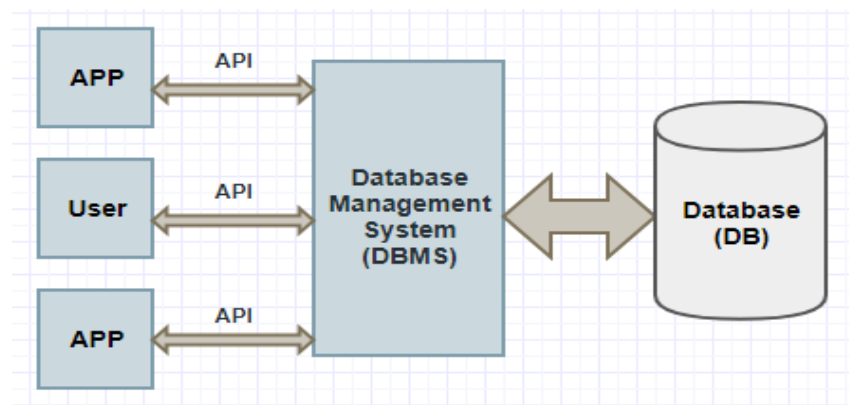 APP
API
User
API
APP
API
Database
Management
System
(DBMS)
Database
(DB)